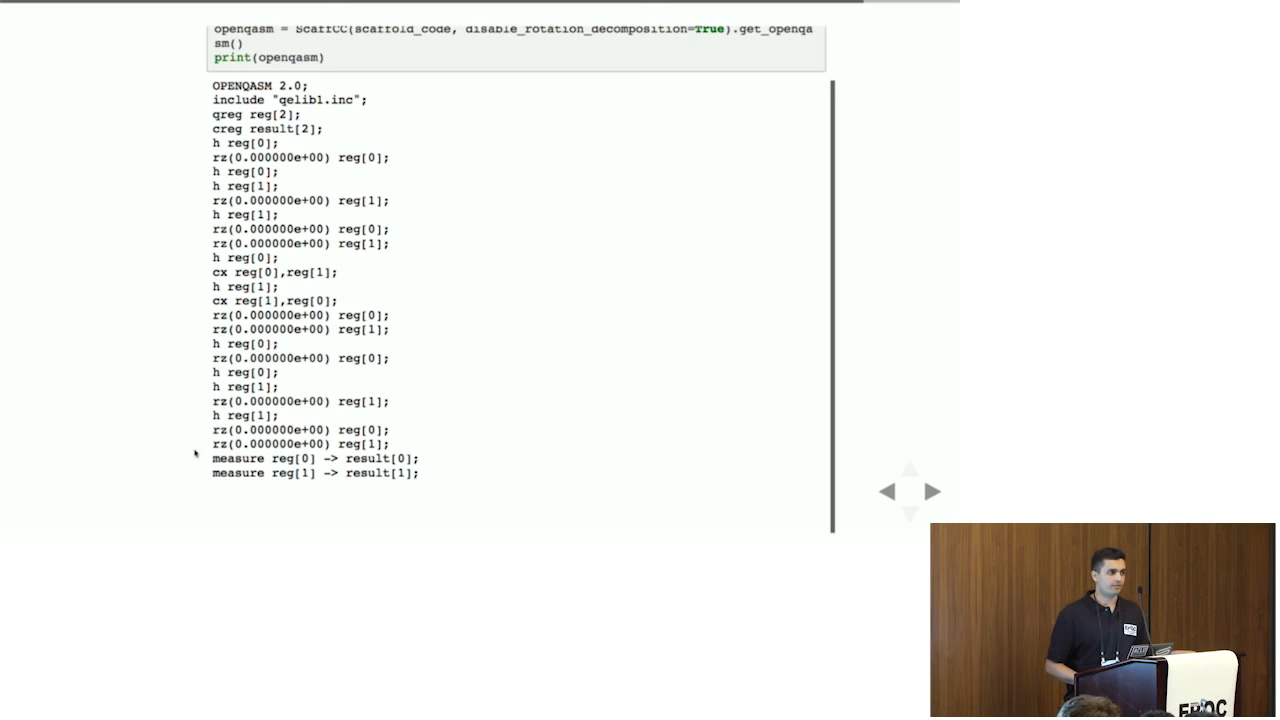 openqasm = ScaffCC(scaffold_code, disable_rotation_decomposition=True).get_openqa
sm()
print(openqasm)
OPENQASM 2.0;
include "qelib1.inc";
qreg reg[2];
creg result[2];
h reg[0];
rz(0.000000e+00) reg[0];
h reg[0];
h reg[1];
rz(0.000000e+00) reg[1];
h reg[1];
rz(0.000000e+00) reg[0];
rz(0.000000e+00) reg[1];
h reg[0];
cx reg[0],reg[1];
h reg[1];
cx reg[1],reg[0];
rz(0.000000e+00) reg[0];
rz(0.000000e+00) reg[1];
h reg[0];
rz(0.000000e+00) reg[0];
h reg[0];
h reg[1];
rz(0.000000e+00) reg[1];
h reg[1];
rz(0.000000e+00) reg[0];
rz(0.000000e+00) reg[1];
measure reg[0] -> result[0];
measure reg[1] -> result[1];
EPQC